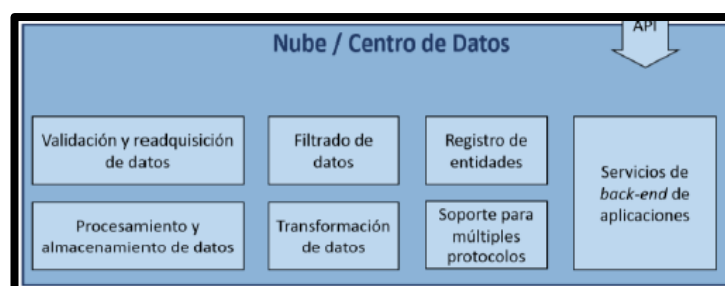 API
Nube / Centro de Datos
Validación y readquisición
de datos
Filtrado de
datos
Registro de
entidades
Servicios de
back-end de
aplicaciones
Procesamiento y
almacenamiento de datos
Transformación
de datos
Soporte para
múltiples
protocolos